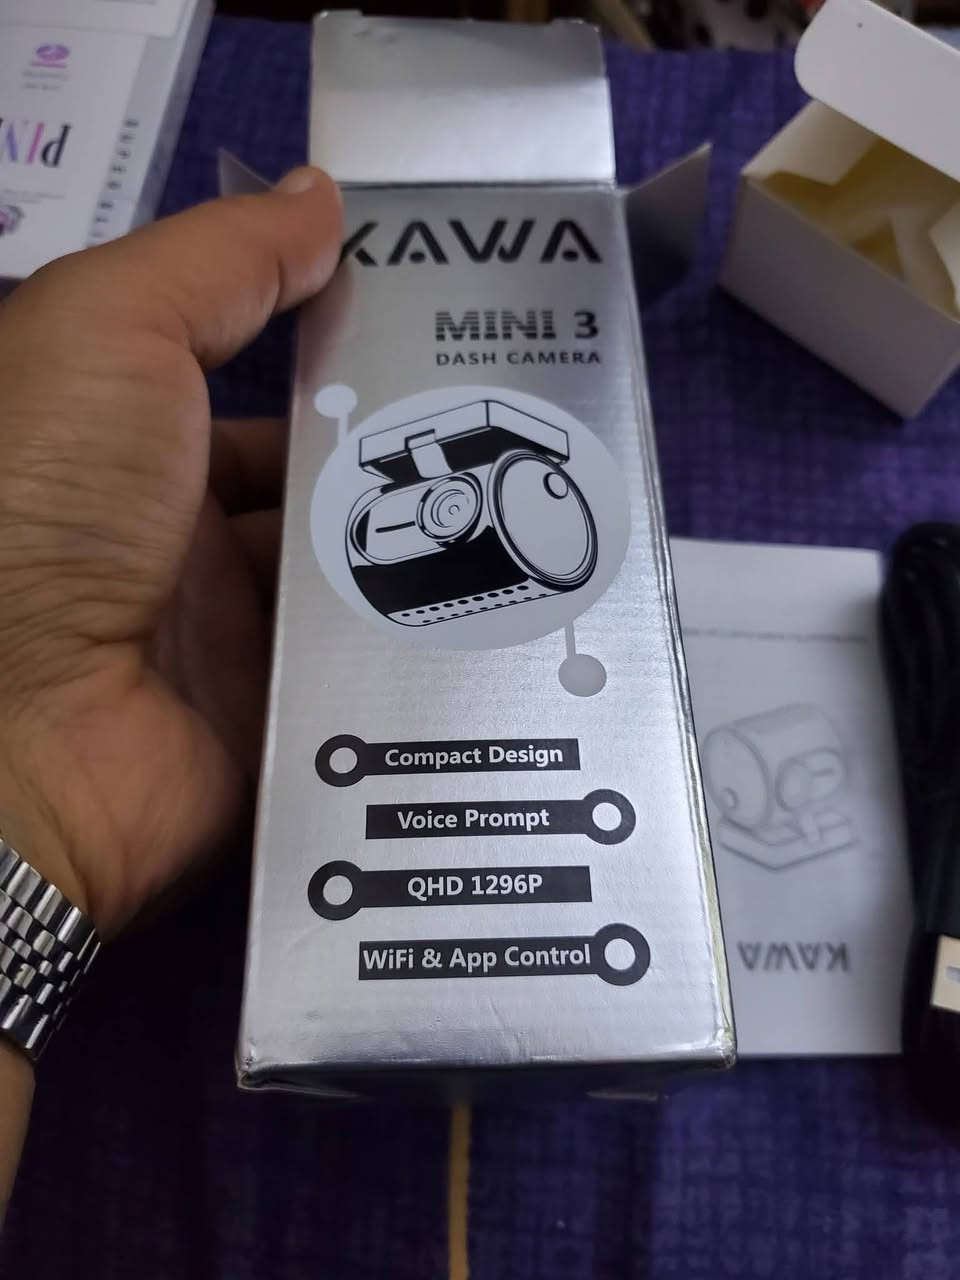 KAWA
MINI 3
DASH CAMERA
Compact Design
Voice Prompt
QHD 1296P
WiFi & App Control
KAWA